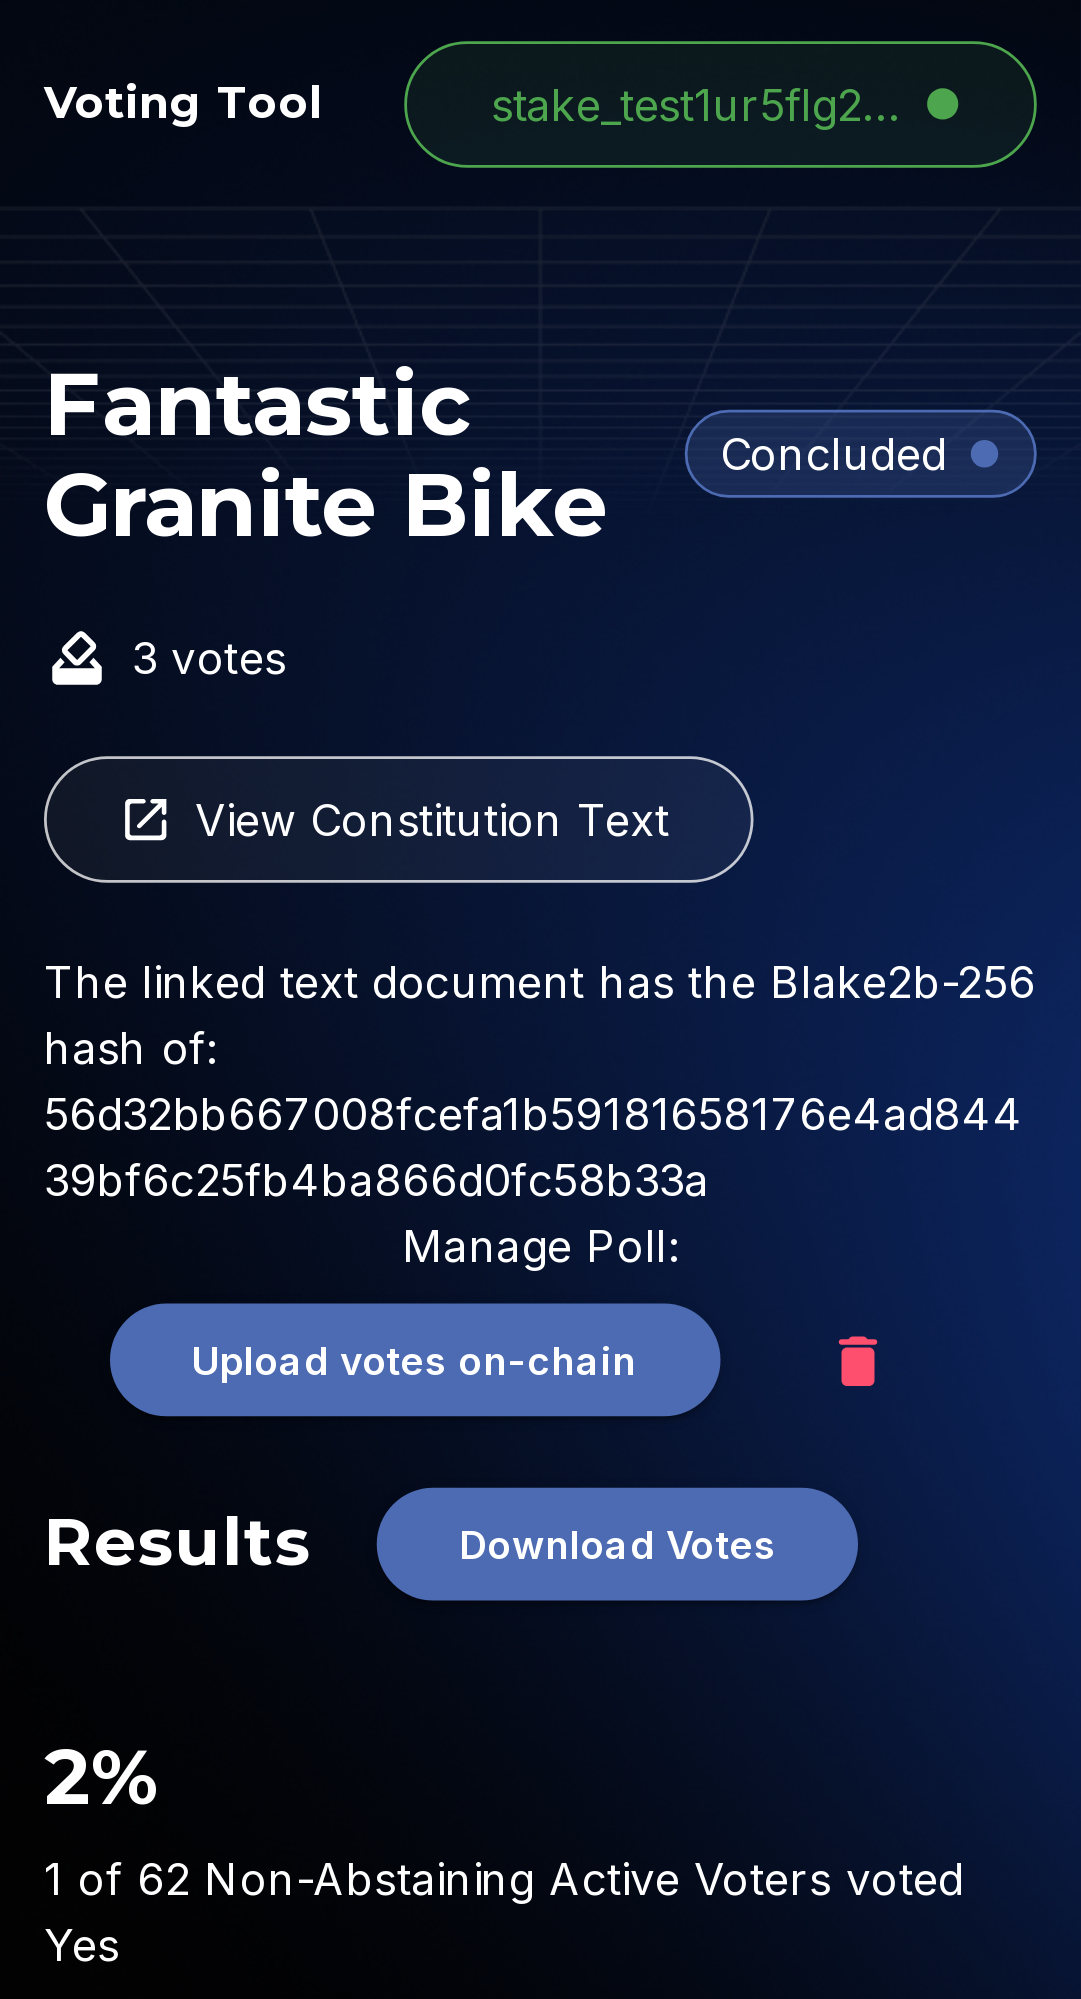 Voting Tool
stake_test1ur5flg2...
Fantastic
Granite Bike
Concluded
3 votes
View Constitution Text
The linked text document has the Blake2b-256
hash of:
56d32bb667008fcefa1b59181658176e4ad844
39bf6c25fb4ba866d0fc58b33a
Manage Poll:
Upload votes on-chain
Results
Download Votes
2%
1 of 62 Non-Abstaining Active Voters voted
Yes